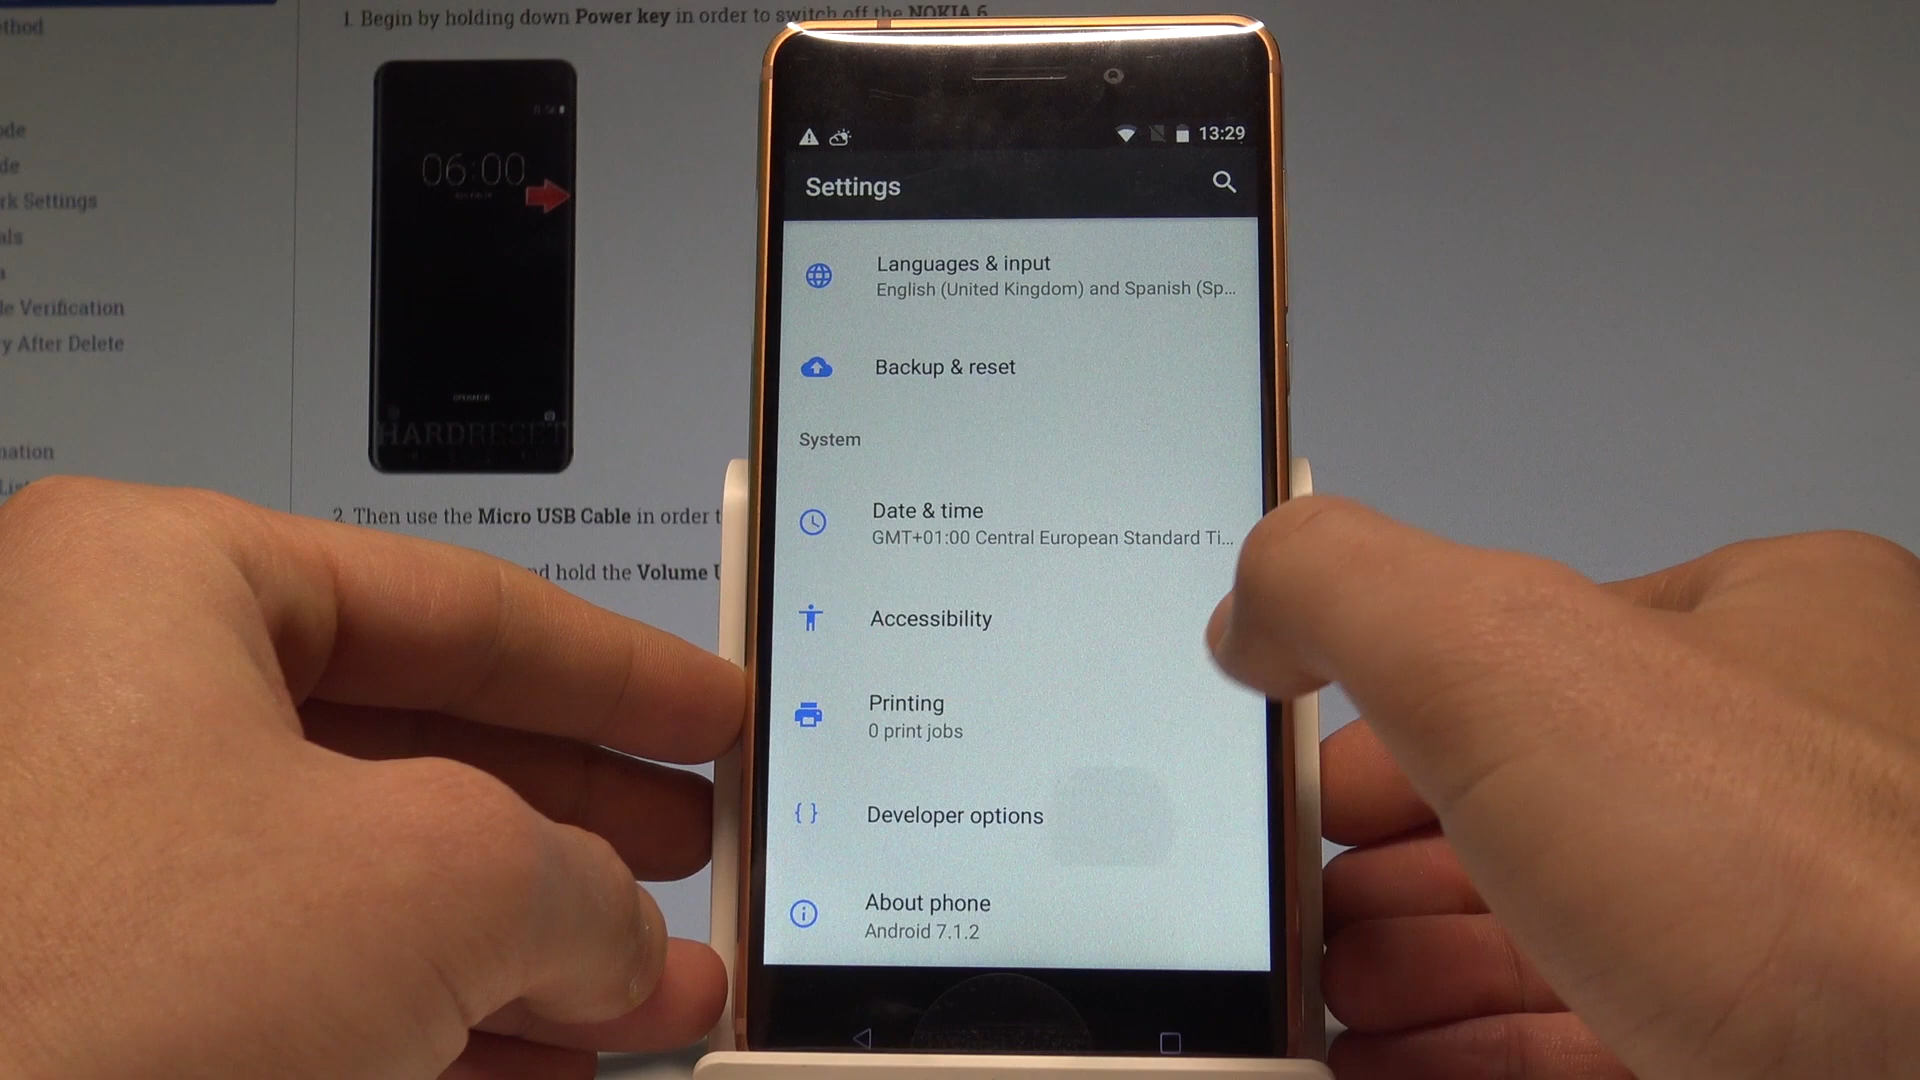 1. Begin by holding down Power key in order to switch off the NOKIA 6
thod
ode
de
rk Settings
als
le Verification
y After Delete
nation
06:00
HARDRESET
2. Then use the Micro USB Cable in order t
nd hold the Volume U
13:29
Settings
Languages & input
English (United Kingdom) and Spanish (Sp...
Backup & reset
System
Date & time
GMT+01:00 Central European Standard Ti...
Accessibility
Printing
0 print jobs
{ } Developer options
About phone
Android 7.1.2